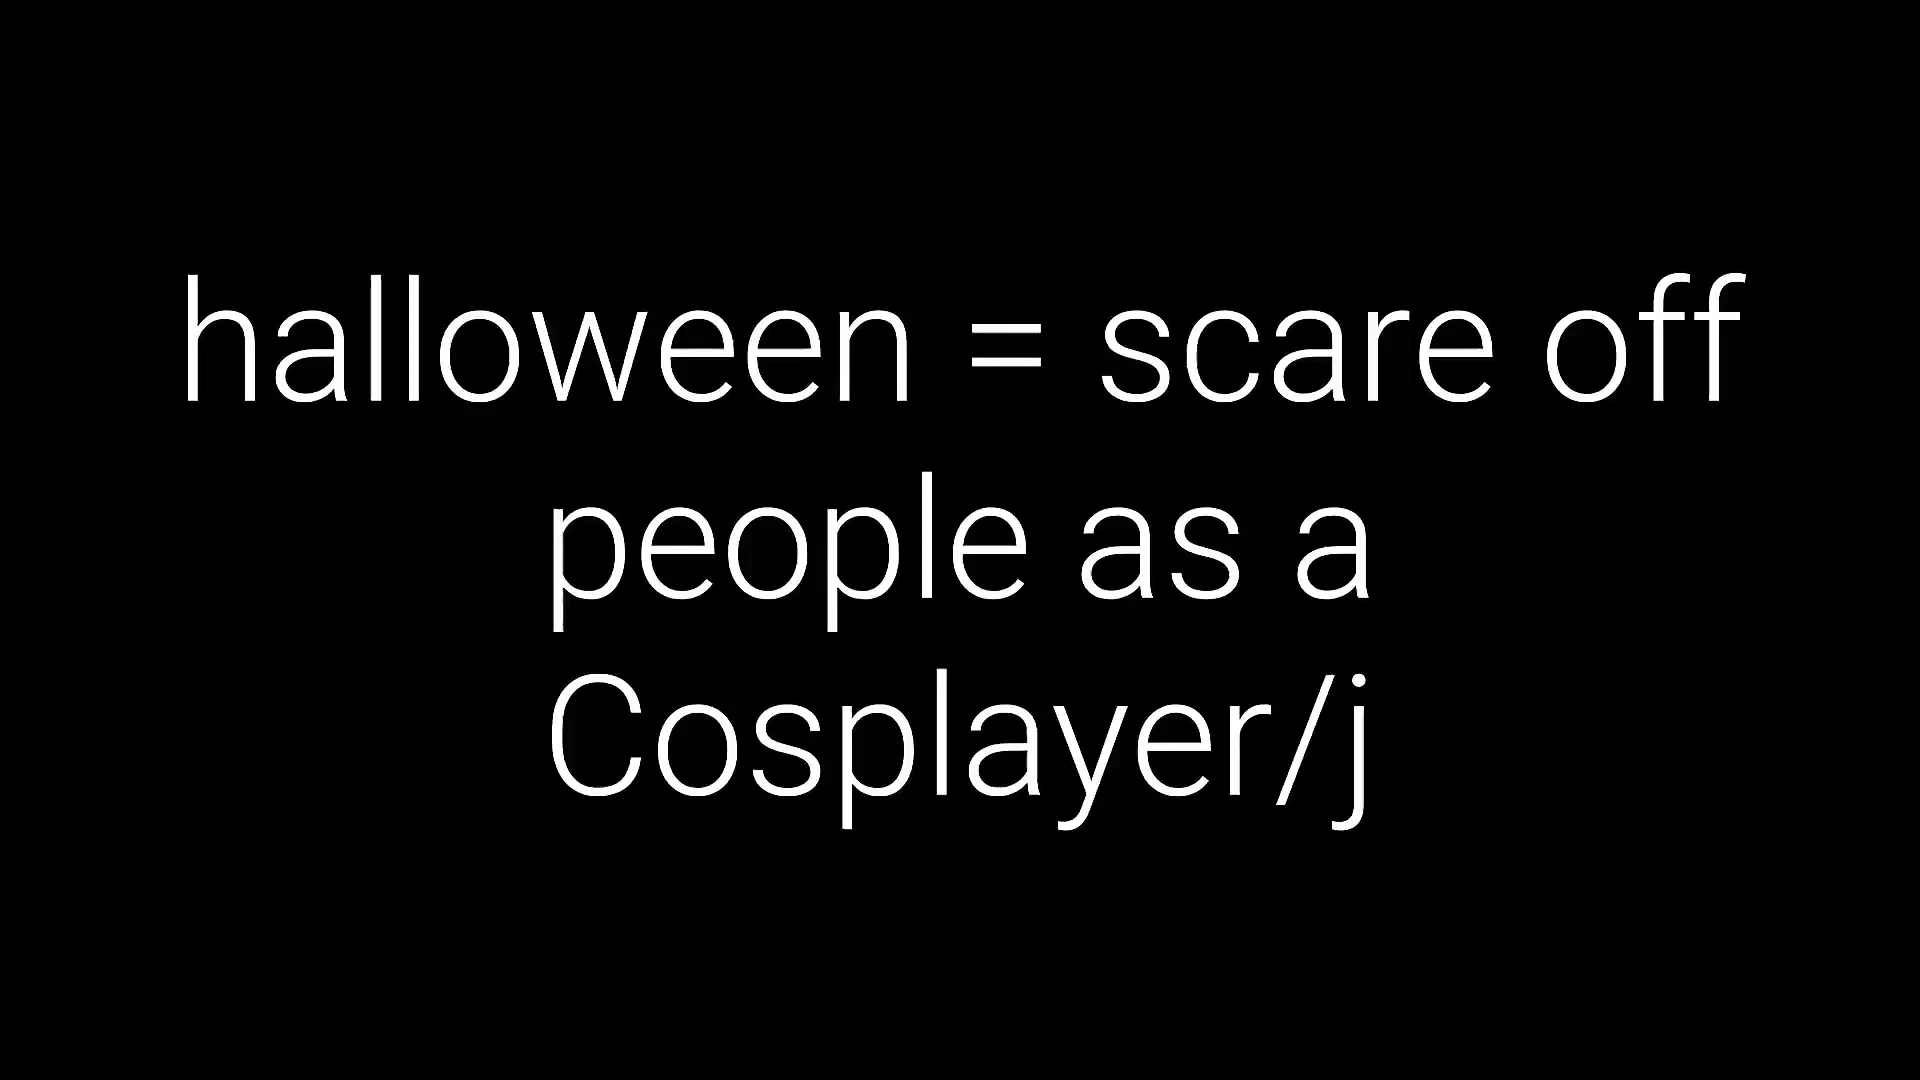 halloween = scare off
people as a
Cosplayer/j